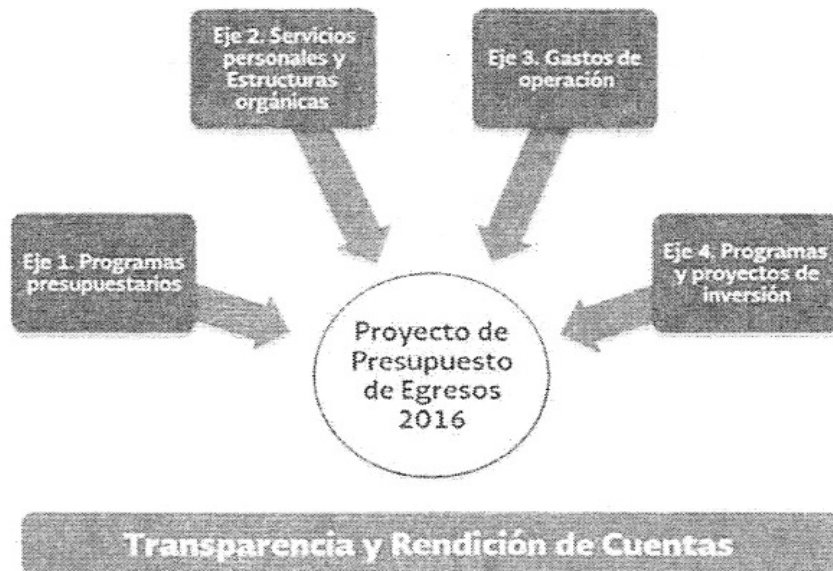 Eje 2. Servicios
personales y
Estructuras
orgánicas
Eje 3. Gastos de
operación
Eje 1. Programas
presupuestarios
Eje 4. Programas
y proyectos de
inversión
Proyecto de
Presupuesto
de Egresos
2016
Transparencia y Rendición de Cuentas